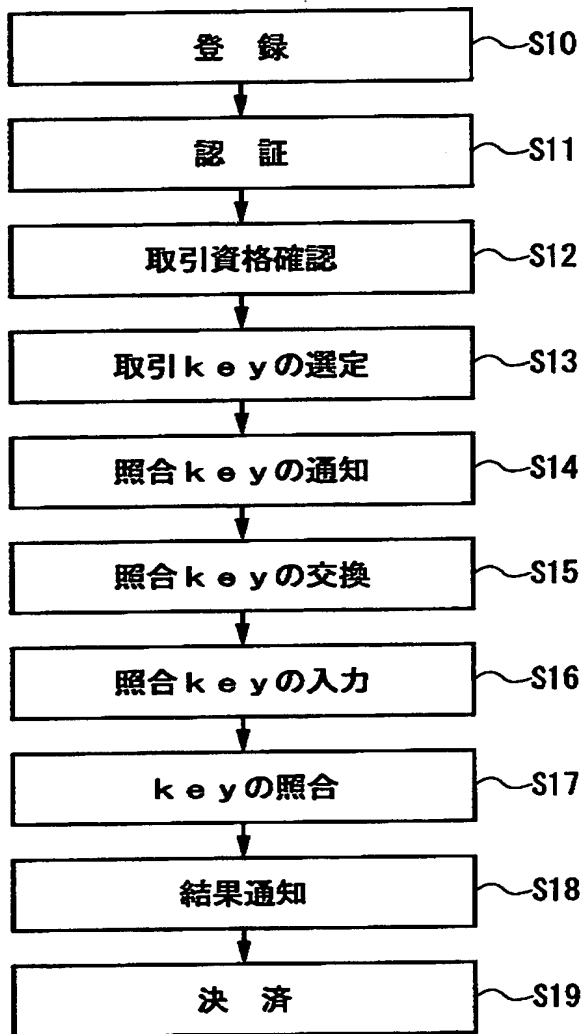 登 録 S10
認 証 S11
取引資格確認 S12
取引keyの選定 S13
照合keyの通知 S14
照合keyの交換 S15
照合keyの入力 S16
keyの照合 S17
結果通知 S18
決 済 S19